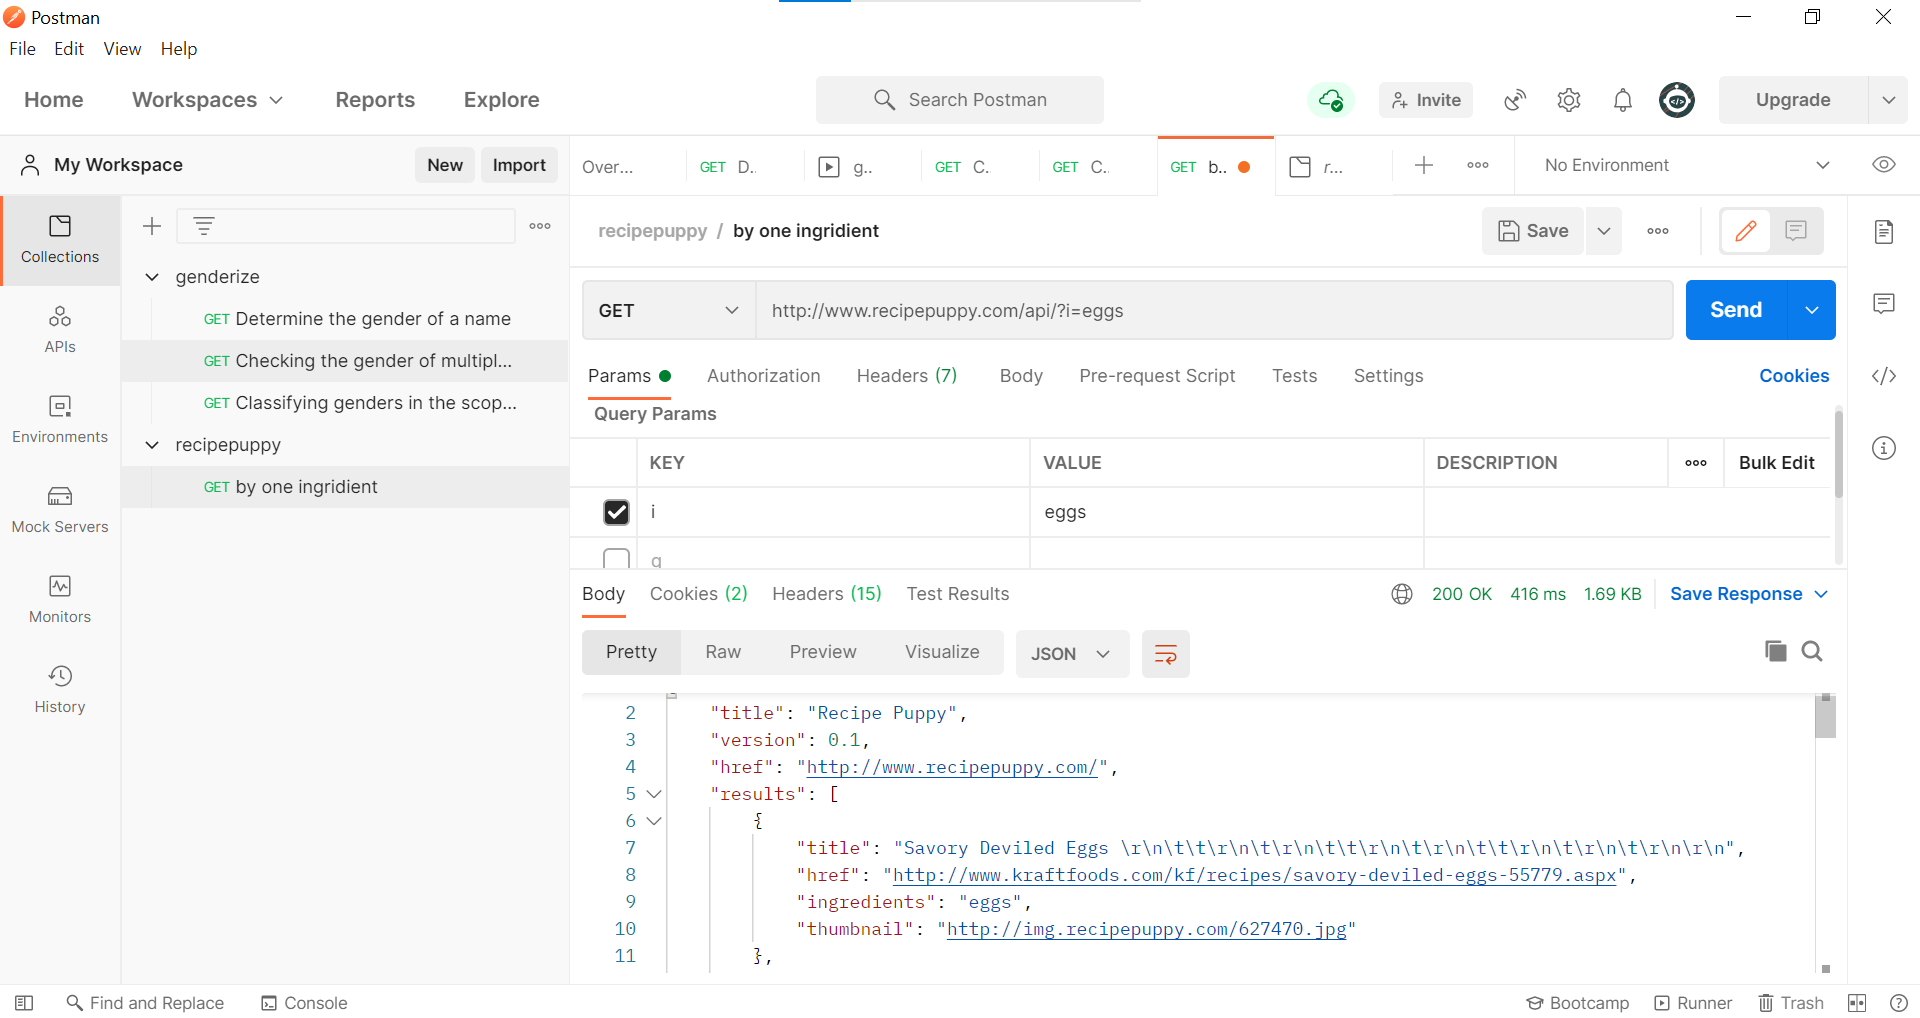 Postman
File Edit View Help
Home Workspaces Reports Explore Search Postman Invite Upgrade
My Workspace New Import
Over... GET D.. g.. GET C.. GET C.. GET b.. r... No Environment
recipepuppy / by one ingridient Save
GET http://www.recipepuppy.com/api/?i=eggs Send
Params Authorization Headers (7) Body Pre-request Script Tests Settings Cookies
Query Params
KEY VALUE DESCRIPTION Bulk Edit
i eggs
q
Collections
APIs
Environments
Mock Servers
Monitors
History
genderize
GET Determine the gender of a name
GET Checking the gender of multipl...
GET Classifying genders in the scop...
recipepuppy
GET by one ingridient
Body Cookies (2) Headers (15) Test Results 200 OK 416 ms 1.69 KB Save Response
Pretty Raw Preview Visualize JSON
2 "title": "Recipe Puppy",
3 "version": 0.1,
4 "href": "http://www.recipepuppy.com/",
5 "results": [
6 {
7 "title": "Savory Deviled Eggs \r\n\t\t\r\n\t\r\n\t\t\r\n\t\r\n\t\t\r\n\t\r\n\t\r\n\r\n",
8 "href": "http://www.kraftfoods.com/kf/recipes/savory-deviled-eggs-55779.aspx",
9 "ingredients": "eggs",
10 "thumbnail": "http://img.recipepuppy.com/627470.jpg"
11 },
Find and Replace Console Bootcamp Runner Trash